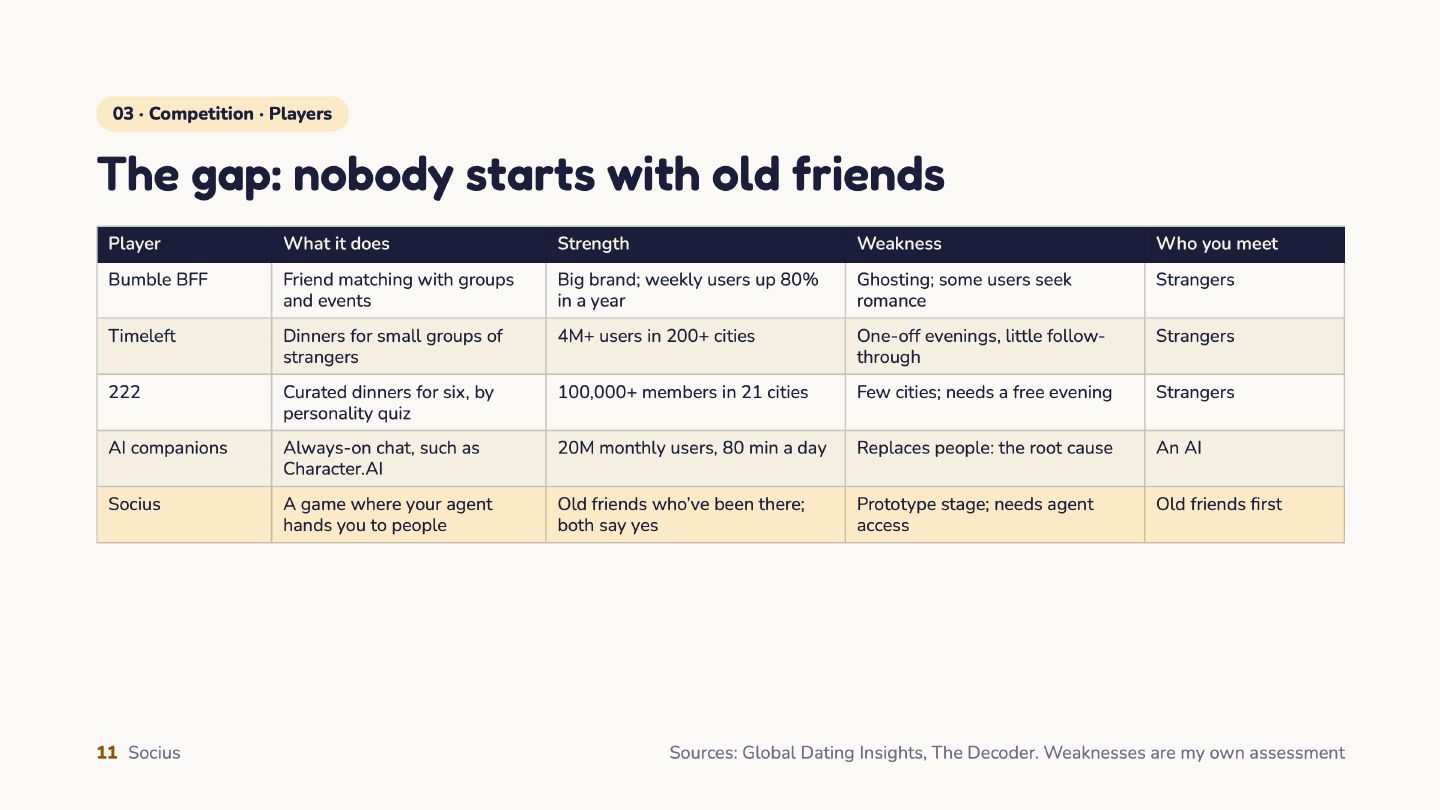 03 · Competition · Players
The gap: nobody starts with old friends
Player What it does Strength Weakness Who you meet
Bumble BFF Friend matching with groups Big brand; weekly users up 80% Ghosting; some users seek Strangers
and events in a year romance
Timeleft Dinners for small groups of 4M+ users in 200+ cities One-off evenings, little follow- Strangers
strangers through
222 Curated dinners for six, by 100,000+ members in 21 cities Few cities; needs a free evening Strangers
personality quiz
AI companions Always-on chat, such as 20M monthly users, 80 min a day Replaces people: the root cause An AI
Character.AI
Socius A game where your agent Old friends who’ve been there; Prototype stage; needs agent Old friends first
hands you to people both say yes access
11 Socius Sources: Global Dating Insights, The Decoder. Weaknesses are my own assessment